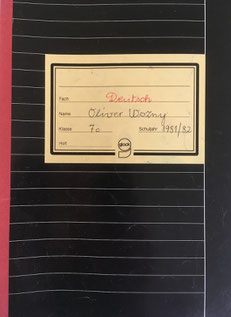 Fach Deutsch
Name Oliver Wozny
Klasse 7c Schuljahr 1981/82
Heft